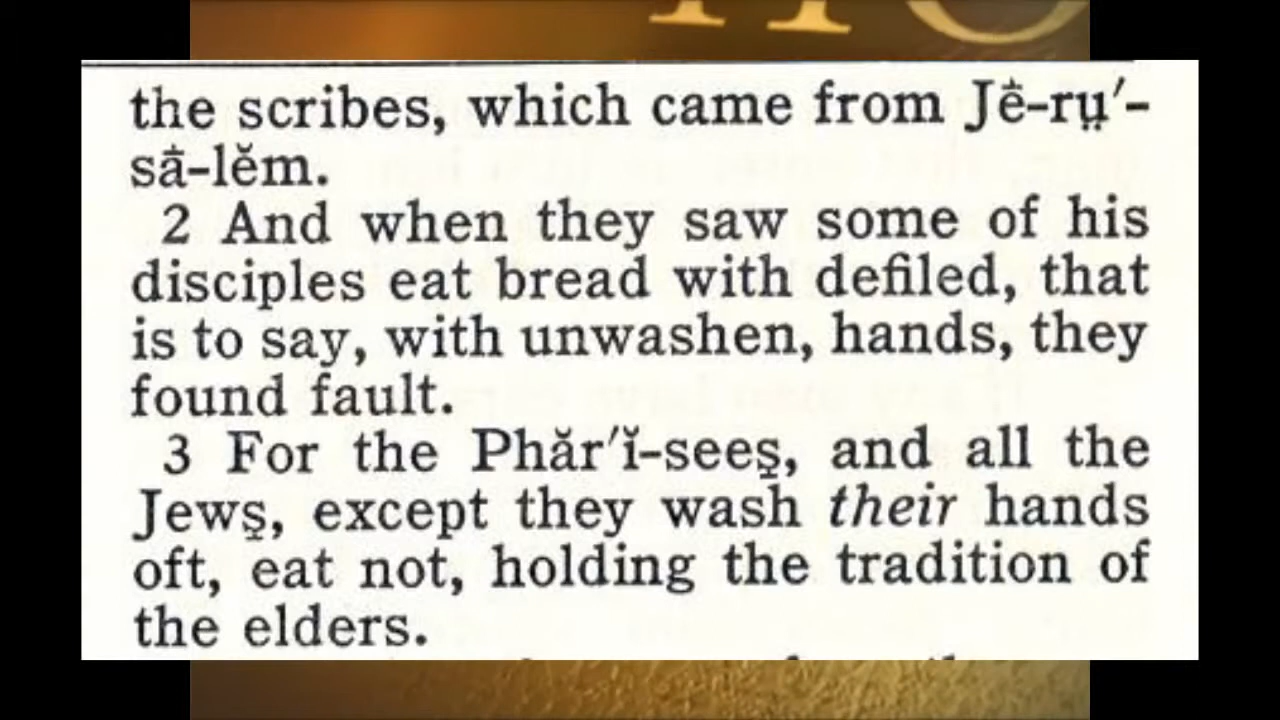 the scribes, which came from Jē̇-rụ′-
sā̇-lĕm.
2 And when they saw some of his
disciples eat bread with defiled, that
is to say, with unwashen, hands, they
found fault.
3 For the Phăr′ĭ-seeş, and all the
Jewş, except they wash their hands
oft, eat not, holding the tradition of
the elders.